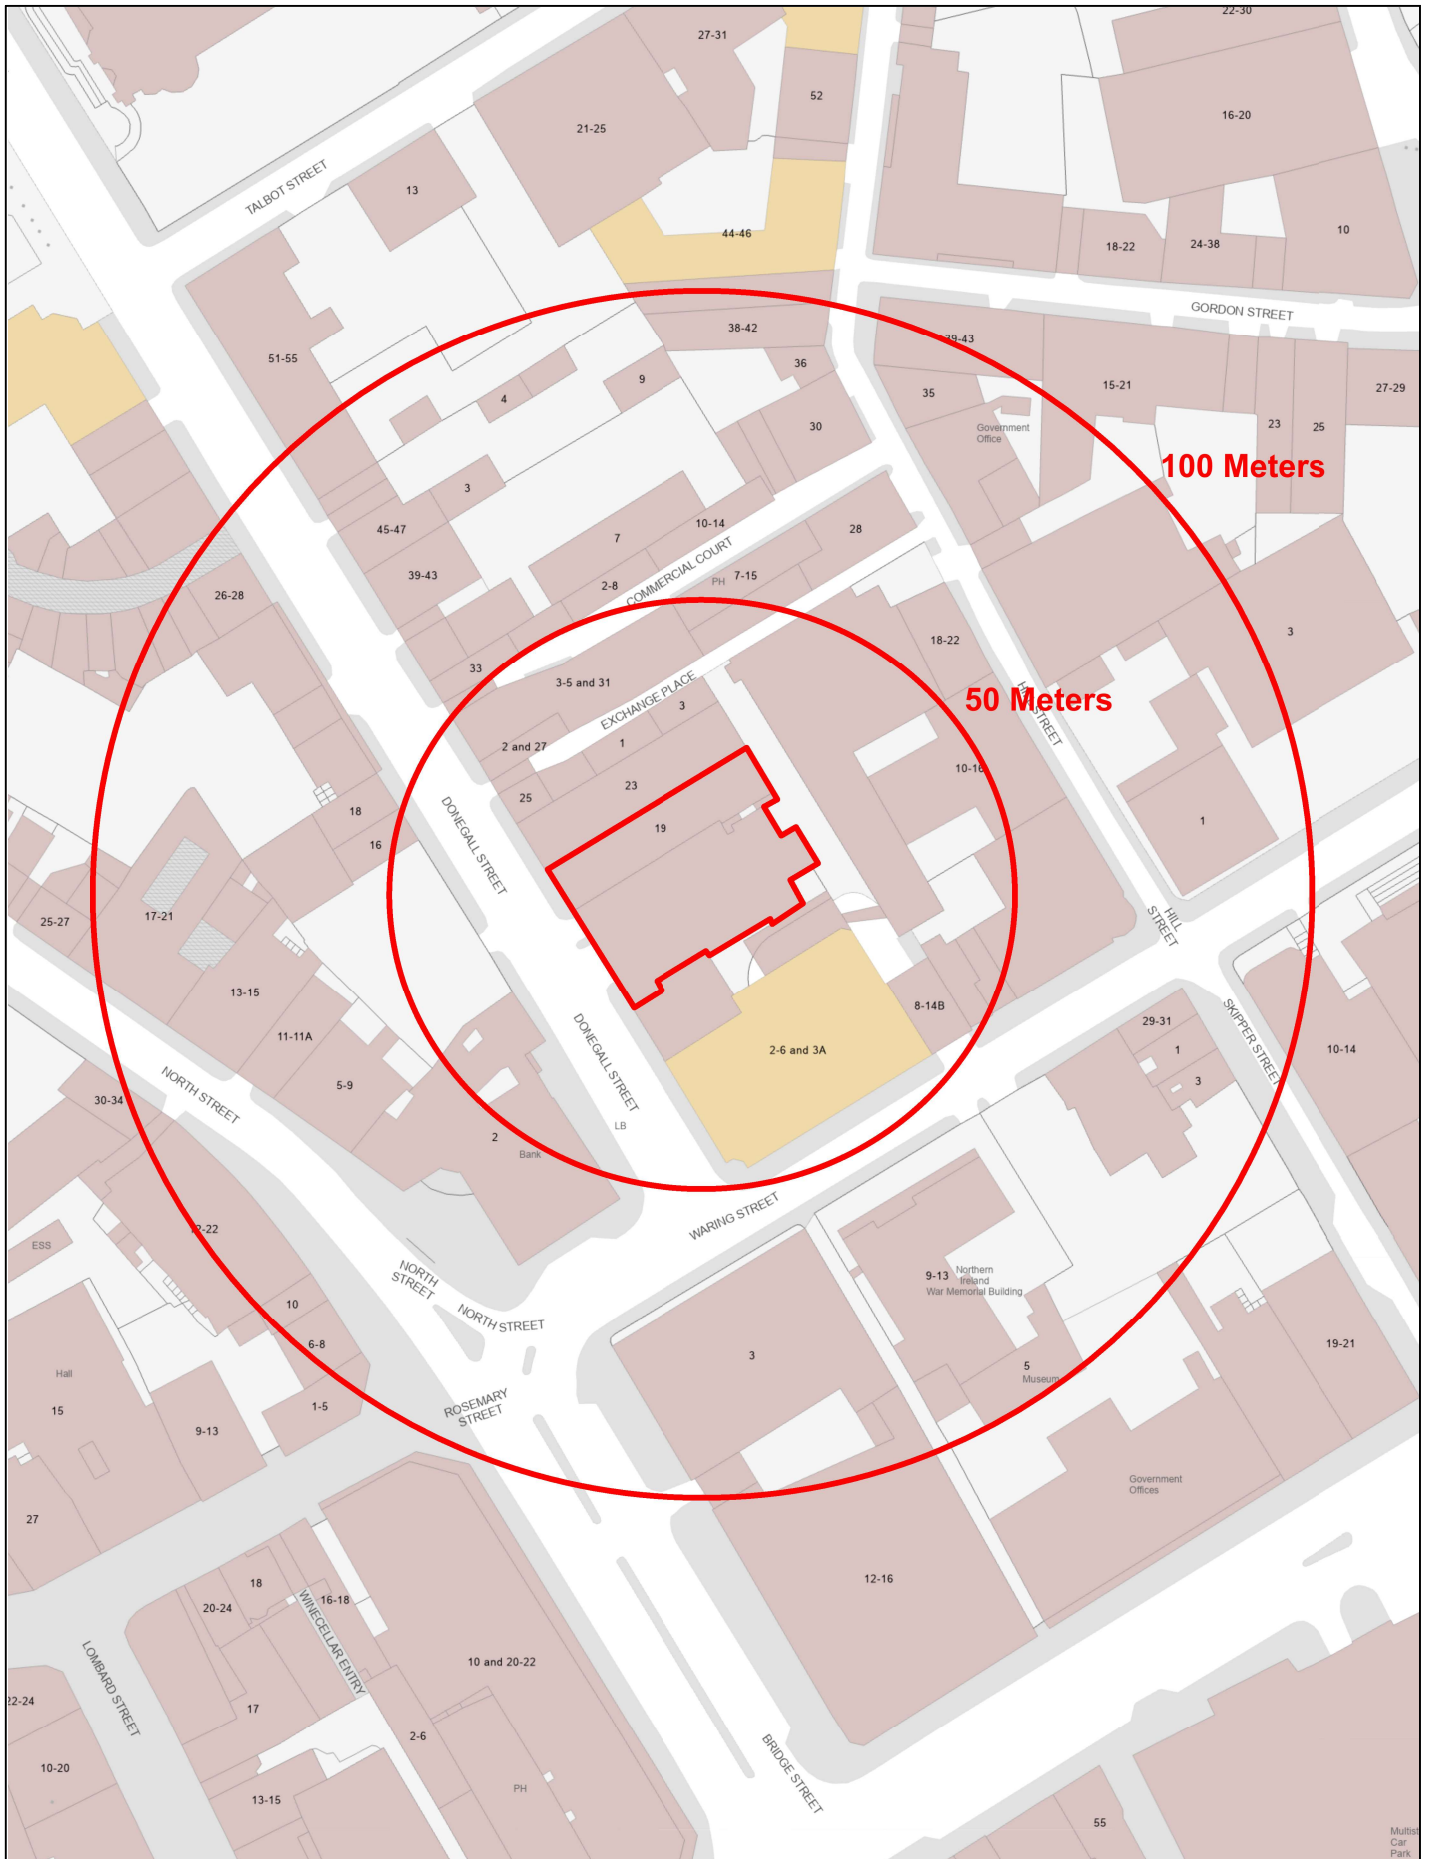 22-30
27-31
52
16-20
21-25
TALBOT STREET
13
44-46
18-22
24-38
10
GORDON STREET
38-42
39-43
51-55
36
15-21
27-29
9
35
4
30
23
25
Government
Office
100 Meters
3
45-47
10-14
28
7
COMMERCIAL COURT
39-43
7-15
PH
2-8
26-28
3
18-22
33
3-5 and 31
50 Meters
EXCHANGE PLACE
3
HILL STREET
2 and 27
1
10-16
23
25
DONEGALL STREET
18
19
1
16
17-21
25-27
HILL
STREET
13-15
8-14B
29-31
SKIPPER STREET
11-11A
DONEGALL STREET
2-6 and 3A
1
10-14
NORTH STREET
5-9
3
30-34
LB
2
Bank
WARING STREET
12-22
ESS
NORTH
STREET
9-13
Northern
Ireland
War Memorial Building
10
NORTH STREET
6-8
3
19-21
5
Museum
Hall
15
1-5
ROSEMARY
STREET
9-13
Government
Offices
27
18
12-16
20-24
16-18
WINECELLAR ENTRY
LOMBARD STREET
10 and 20-22
22-24
17
2-6
10-20
BRIDGE STREET
PH
13-15
55
Multist
Car
Park